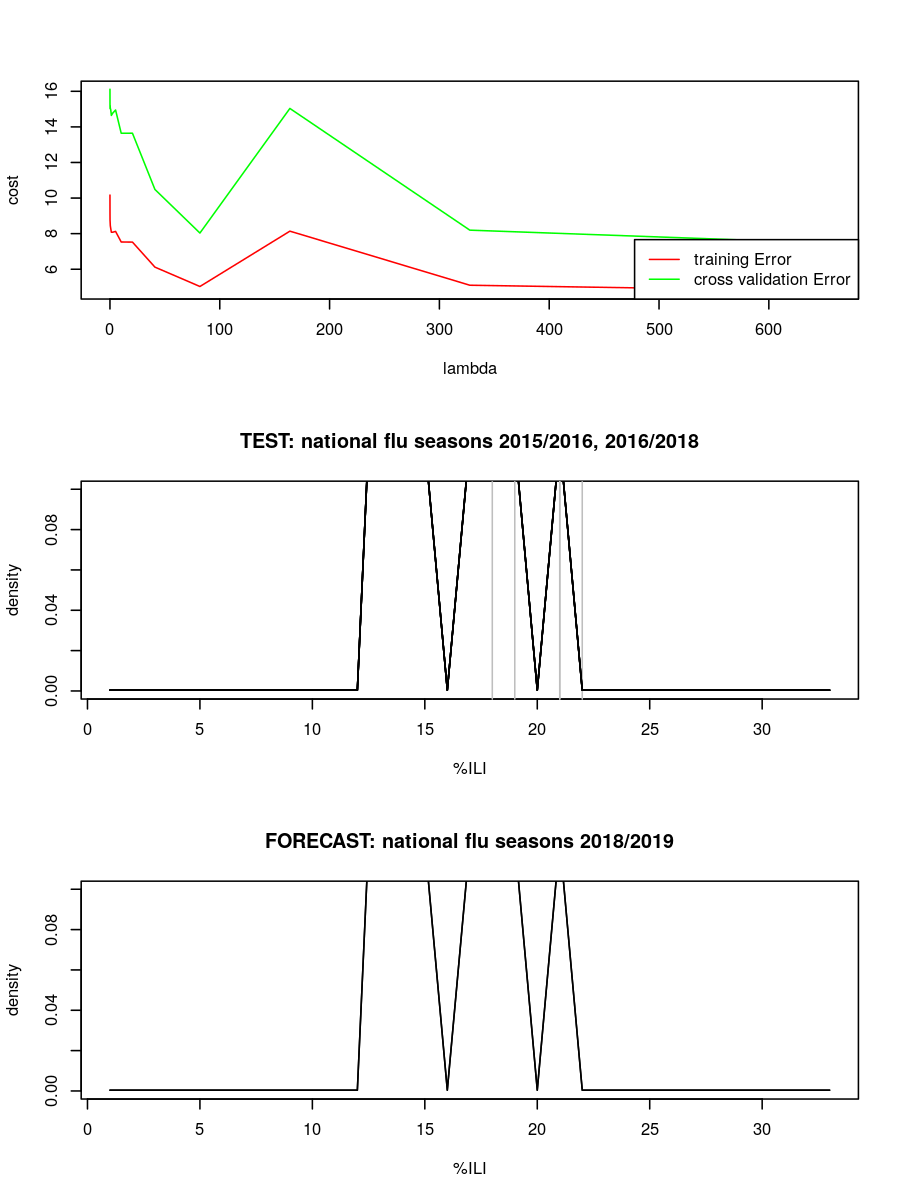 cost
16
14
12
10
8
6
training Error
cross validation Error
0 100 200 300 400 500 600
lambda
TEST: national flu seasons 2015/2016, 2016/2018
density
0.08
0.04
0.00
0 5 10 15 20 25 30
%ILI
FORECAST: national flu seasons 2018/2019
density
0.08
0.04
0.00
0 5 10 15 20 25 30
%ILI